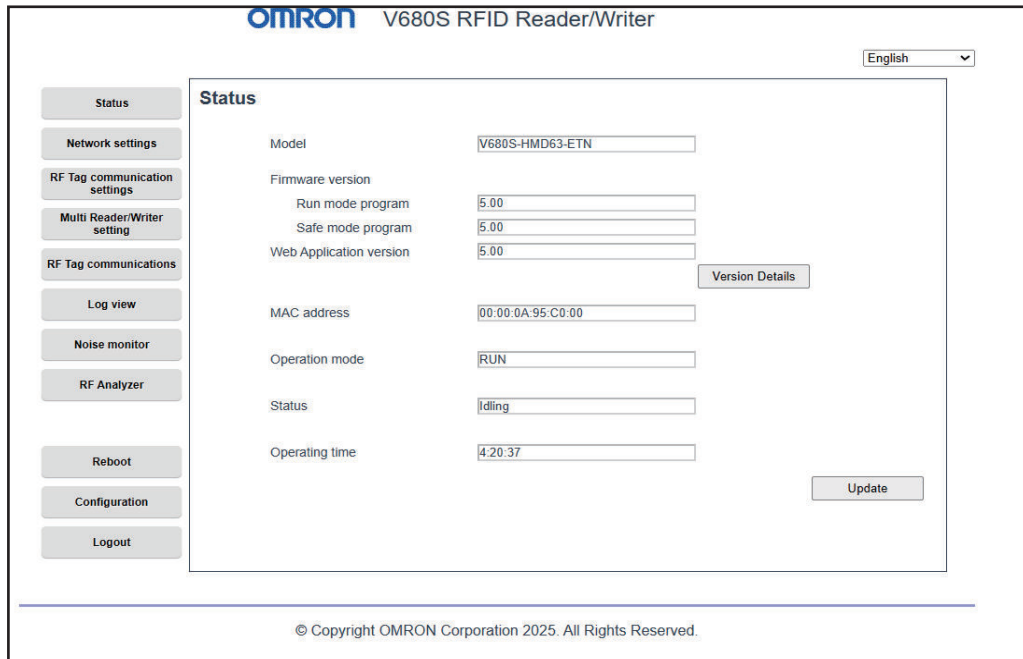 OMRON V680S RFID Reader/Writer
English
Status
Network settings
RF Tag communication
settings
Multi Reader/Writer
setting
RF Tag communications
Log view
Noise monitor
RF Analyzer
Reboot
Configuration
Logout
Status
Model V680S-HMD63-ETN
Firmware version
Run mode program 5.00
Safe mode program 5.00
Web Application version 5.00
Version Details
MAC address 00:00:0A:95:C0:00
Operation mode RUN
Status Idling
Operating time 4:20:37
Update
© Copyright OMRON Corporation 2025. All Rights Reserved.